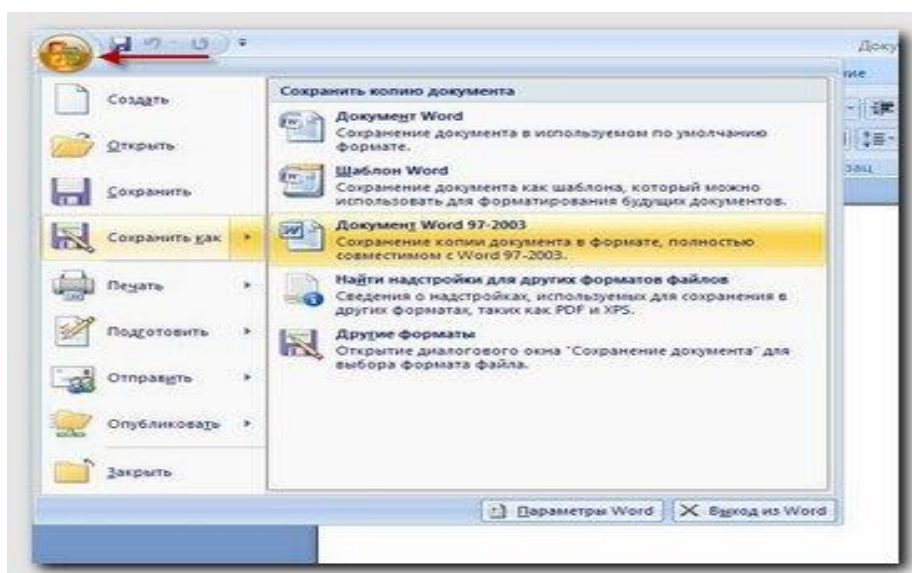 Доку
Создать
Открыть
Сохранить
Сохранить как
Печать
Подготовить
Отправить
Опубликовать
Закрыть
Сохранить копию документа
Документ Word
Сохранение документа в используемом по умолчанию
формате.
Шаблон Word
Сохранение документа как шаблона, который можно
использовать для форматирования будущих документов.
Документ Word 97-2003
Сохранение копии документа в формате, полностью
совместимом с Word 97-2003.
Найти надстройки для других форматов файлов
Сведения о надстройках, используемых для сохранения в
других форматах, таких как PDF и XPS.
Другие форматы
Открытие диалогового окна "Сохранение документа" для
выбора формата файла.
ние
зац
Параметры Word
Выход из Word